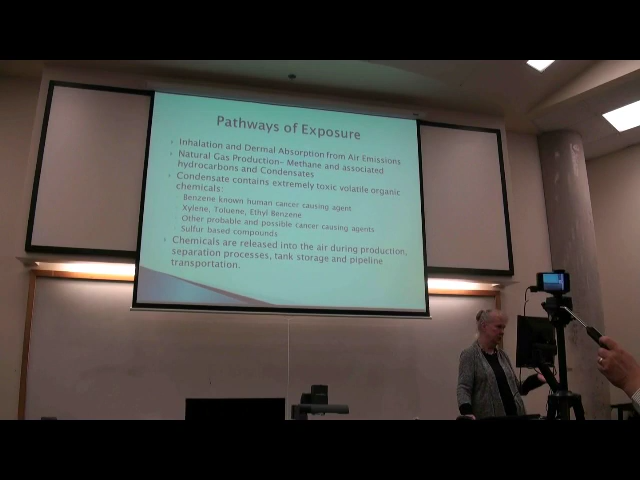 Pathways of Exposure
Inhalation and Dermal Absorption from Air Emissions
Natural Gas Production- Methane and associated
hydrocarbons and Condensates
Condensate contains extremely toxic volatile organic
chemicals:
Benzene known human cancer causing agent
Xylene, Toluene, Ethyl Benzene
Other probable and possible cancer causing agents
Sulfur based compounds
Chemicals are released into the air during production,
separation processes, tank storage and pipeline
transportation.